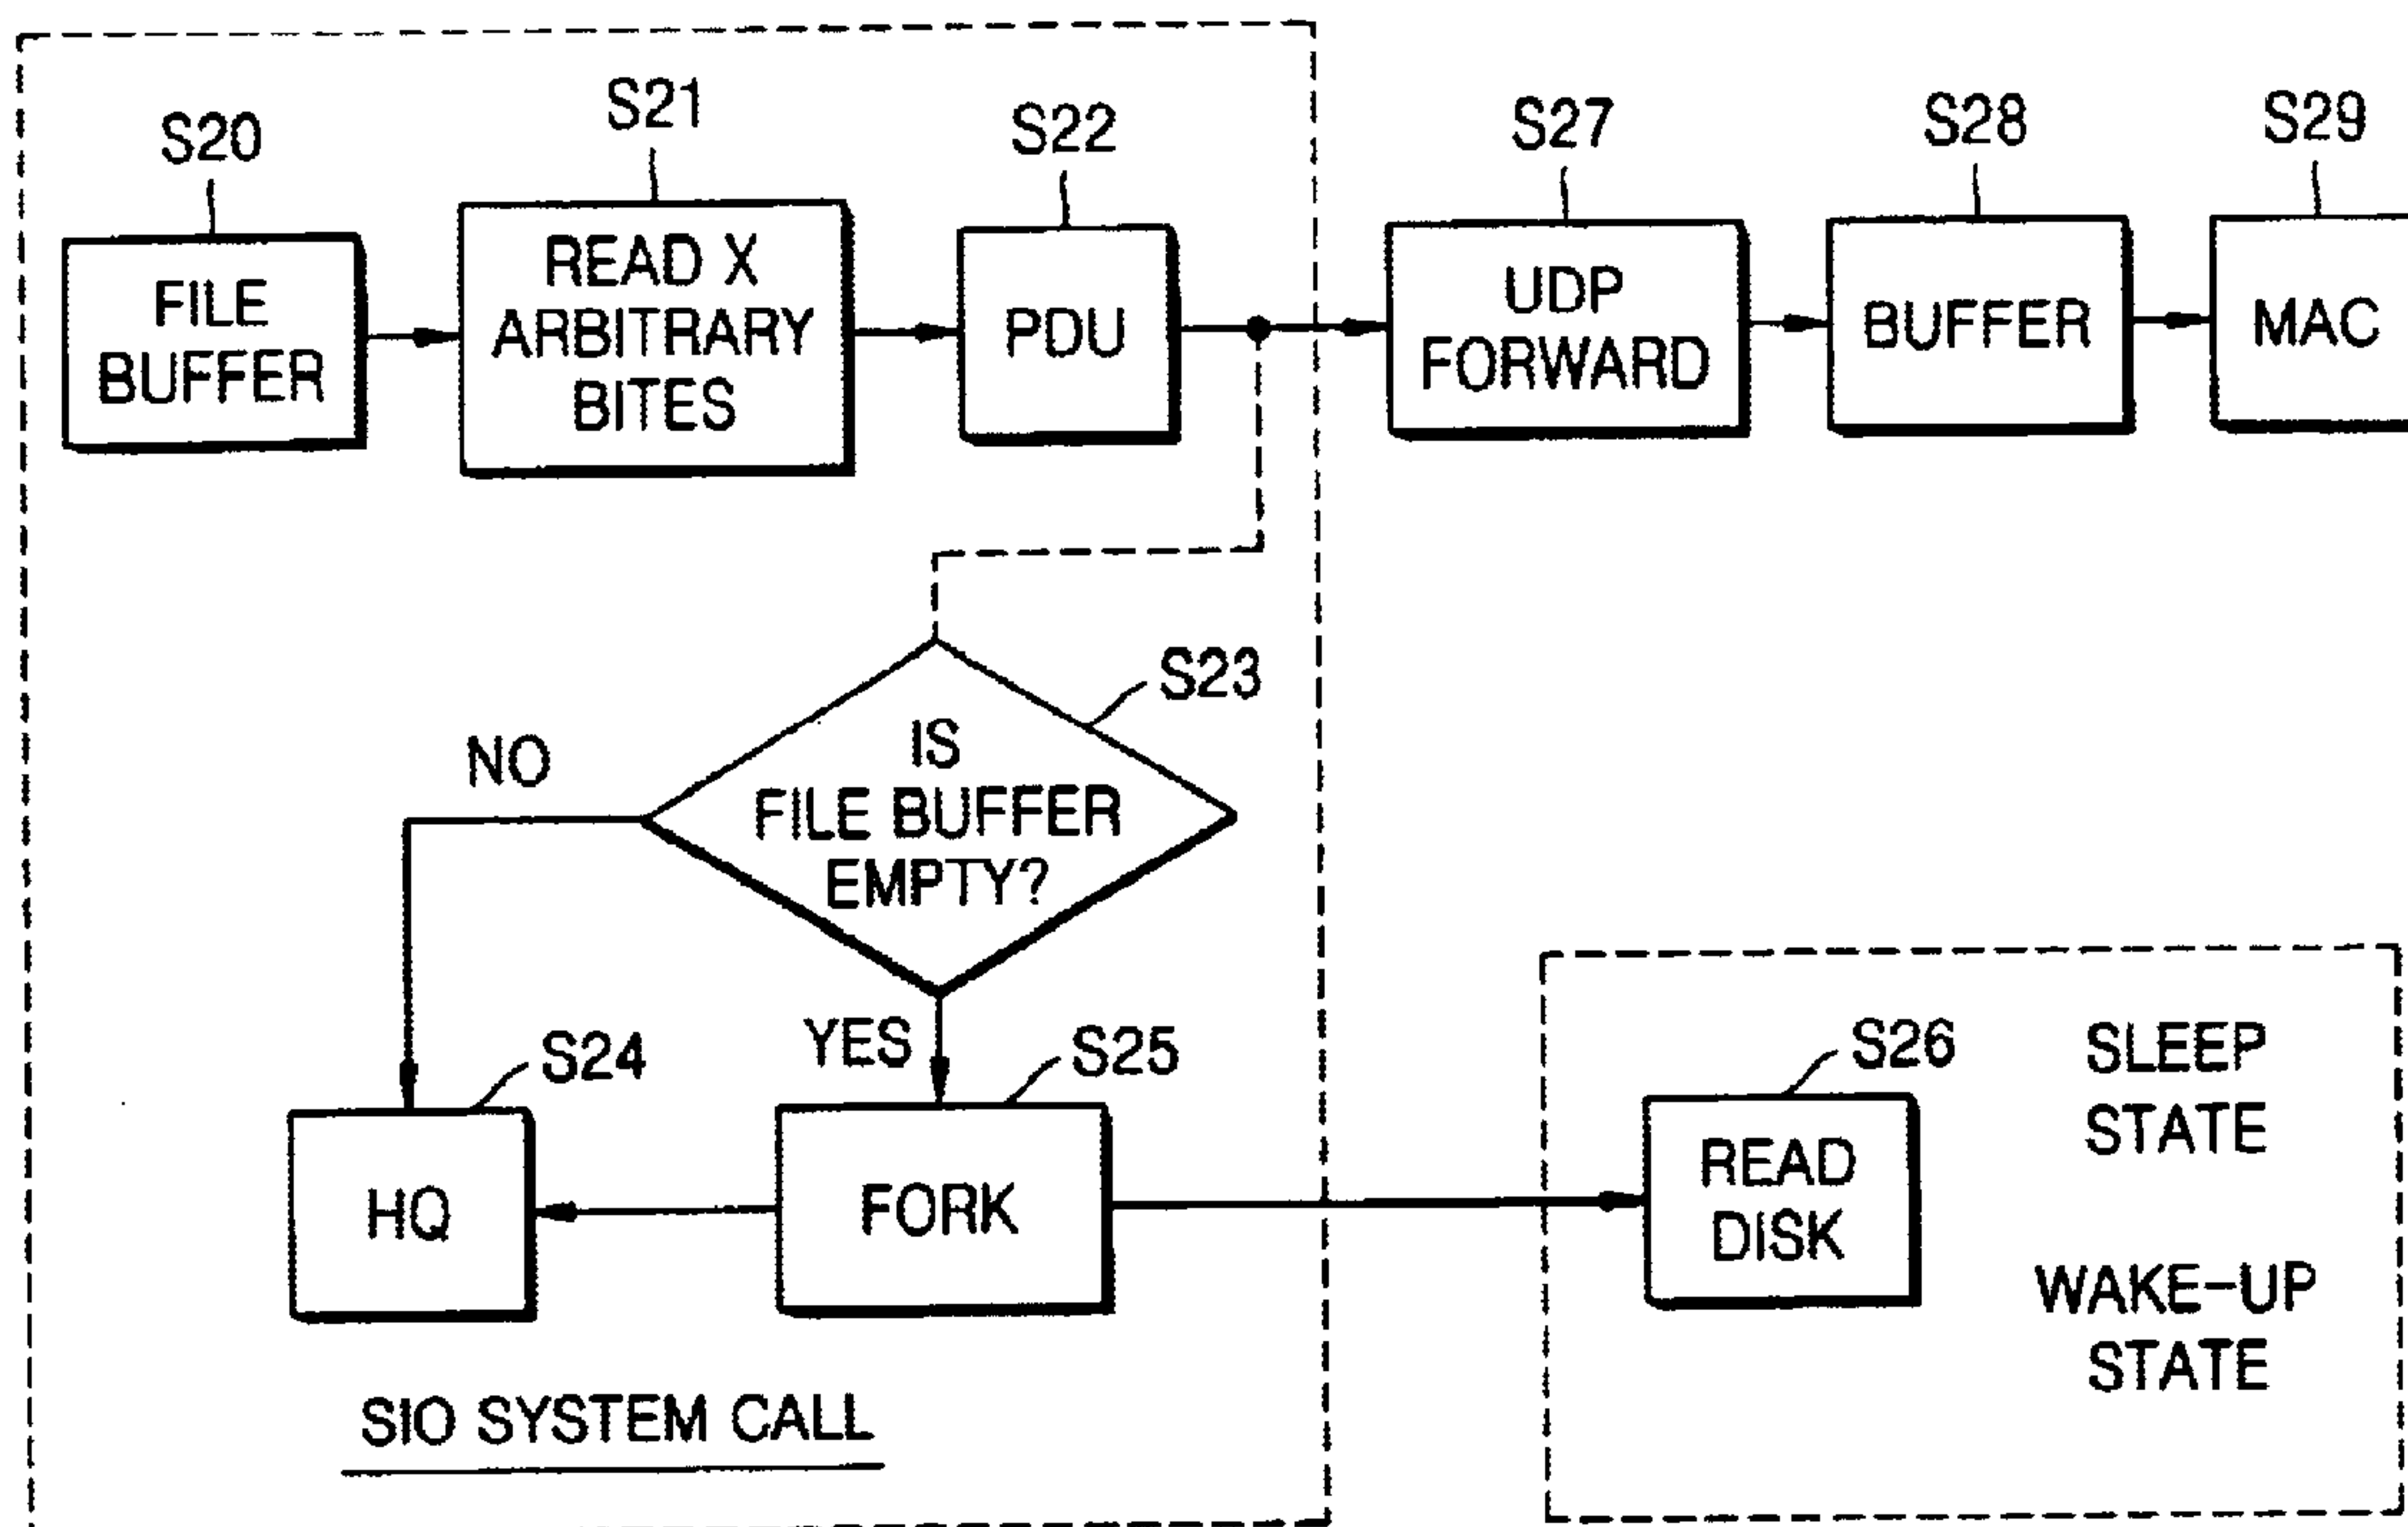 S20
S21
S22
S27
S28
S29
FILE
BUFFER
READ X
ARBITRARY
BITES
PDU
UDP
FORWARD
BUFFER
MAC
S23
IS
FILE BUFFER
EMPTY?
NO
YES
S24
S25
S26
HQ
FORK
READ
DISK
SLEEP
STATE
WAKE-UP
STATE
SIO SYSTEM CALL